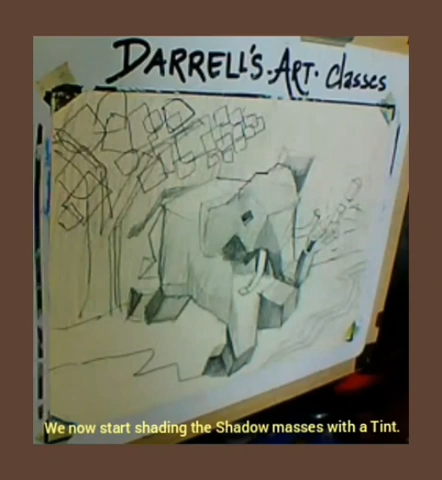 DARRELL'S.ART. Classes
We now start shading the Shadow masses with a Tint.